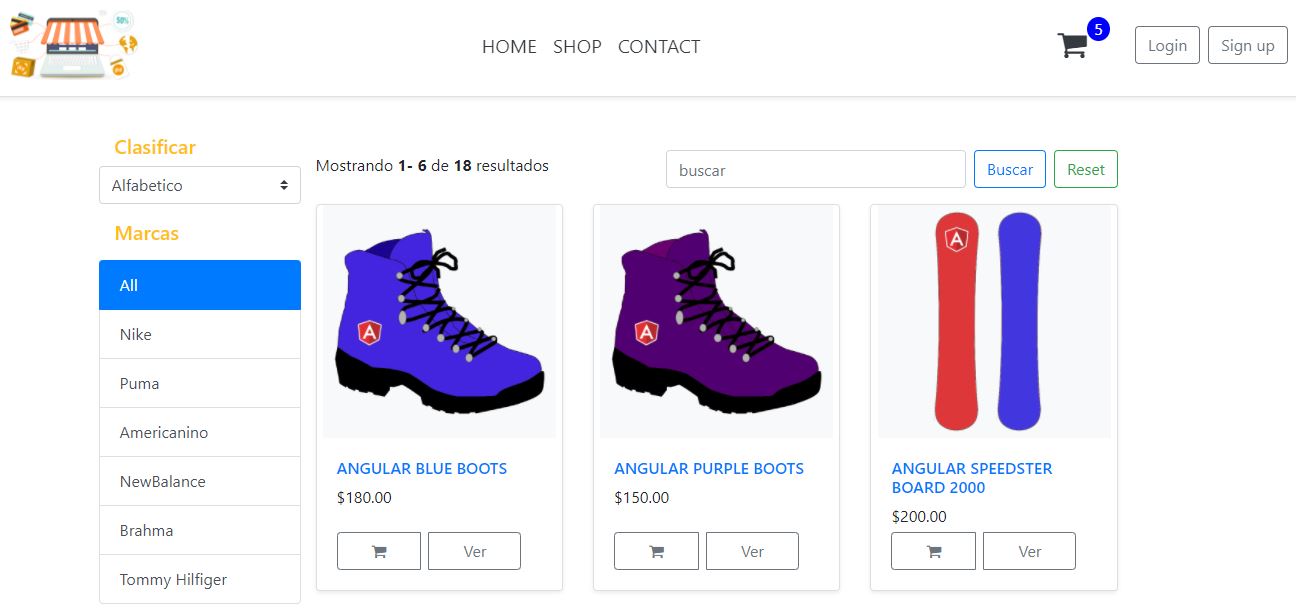 50%
HOME SHOP CONTACT
5
Login
Sign up
Clasificar
Alfabetico
Marcas
All
Nike
Puma
Americanino
NewBalance
Brahma
Tommy Hilfiger
Mostrando 1- 6 de 18 resultados
buscar
Buscar
Reset
A
ANGULAR BLUE BOOTS
$180.00
Ver
A
ANGULAR PURPLE BOOTS
$150.00
Ver
A
ANGULAR SPEEDSTER
BOARD 2000
$200.00
Ver